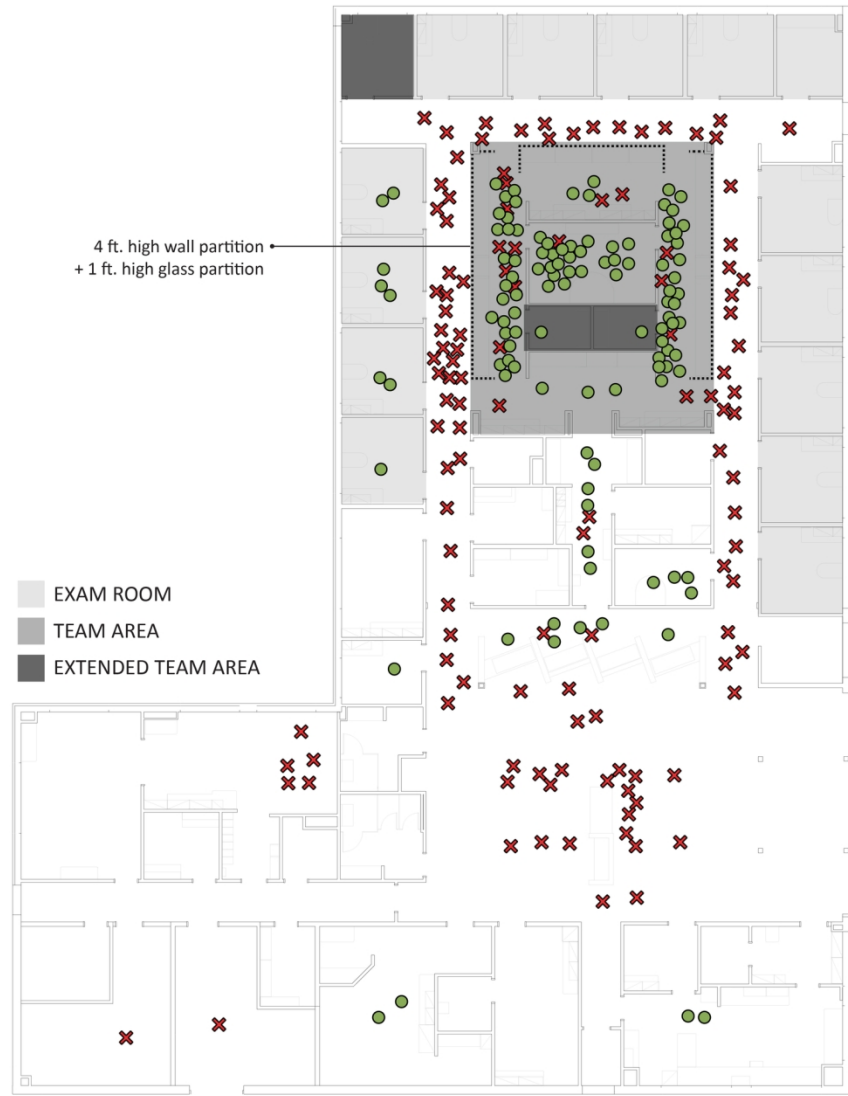 4 ft. high wall partition
+ 1 ft. high glass partition
EXAM ROOM
TEAM AREA
EXTENDED TEAM AREA